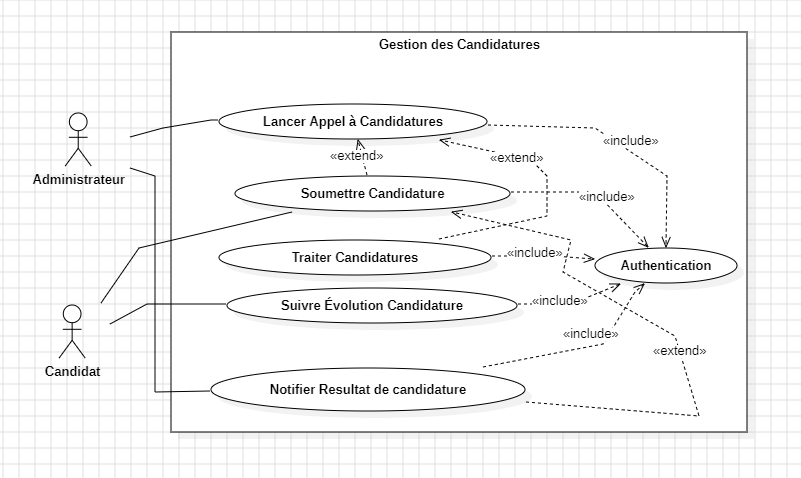 Gestion des Candidatures
Lancer Appel à Candidatures
«include»
«extend»
«extend»
Administrateur
Soumettre Candidature
«include»
Traiter Candidatures
«include»
Authentication
Suivre Évolution Candidature
«include»
«include»
«extend»
Candidat
Notifier Resultat de candidature